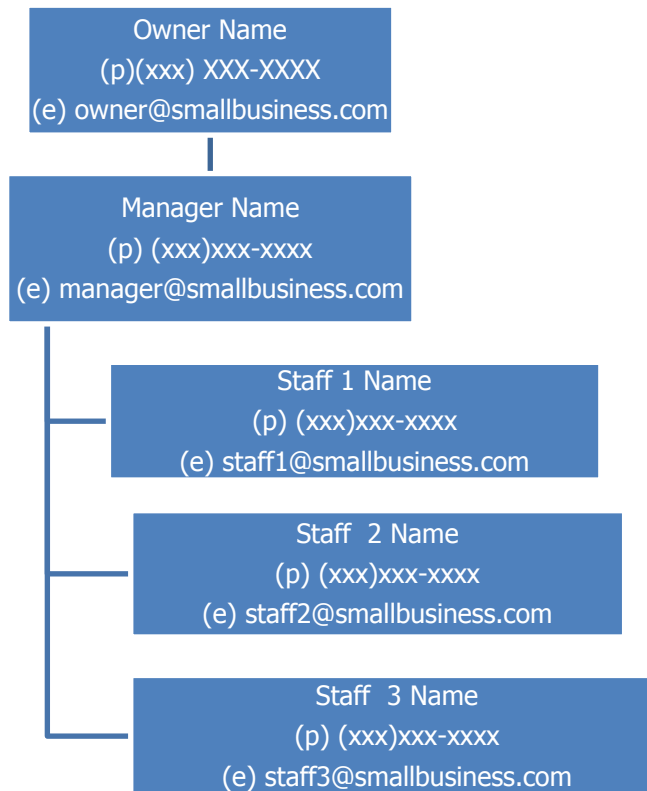 Owner Name
(p)(xxx) XXX-XXXX
(e) owner@smallbusiness.com
Manager Name
(p) (xxx)xxx-xxxx
(e) manager@smallbusiness.com
Staff 1 Name
(p) (xxx)xxx-xxxx
(e) staff1@smallbusiness.com
Staff  2 Name
(p) (xxx)xxx-xxxx
(e) staff2@smallbusiness.com
Staff  3 Name
(p) (xxx)xxx-xxxx
(e) staff3@smallbusiness.com